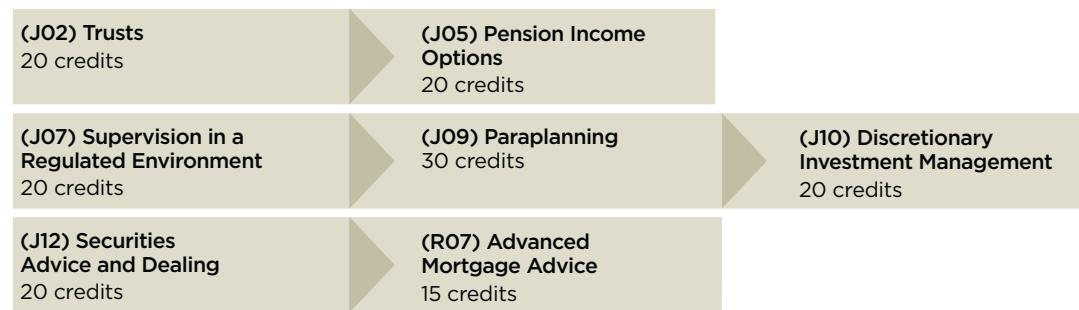 (J02) Trusts
20 credits
(J05) Pension Income
Options
20 credits
(J07) Supervision in a
Regulated Environment
20 credits
(J09) Paraplanning
30 credits
(J10) Discretionary
Investment Management
20 credits
(J12) Securities
Advice and Dealing
20 credits
(R07) Advanced
Mortgage Advice
15 credits